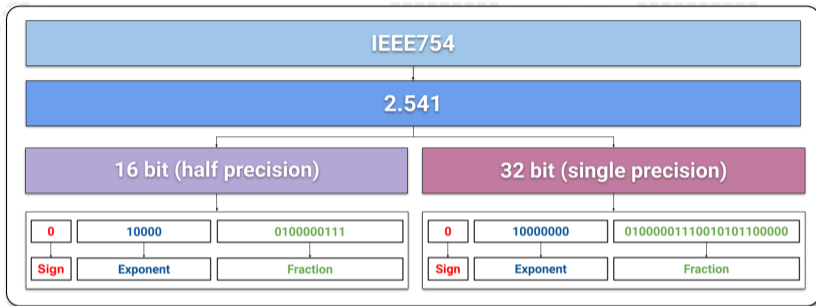 IEEE754
2.541
16 bit (half precision)
32 bit (single precision)
0 10000 0100000111
Sign Exponent Fraction
0 10000000 01000001110010101100000
Sign Exponent Fraction